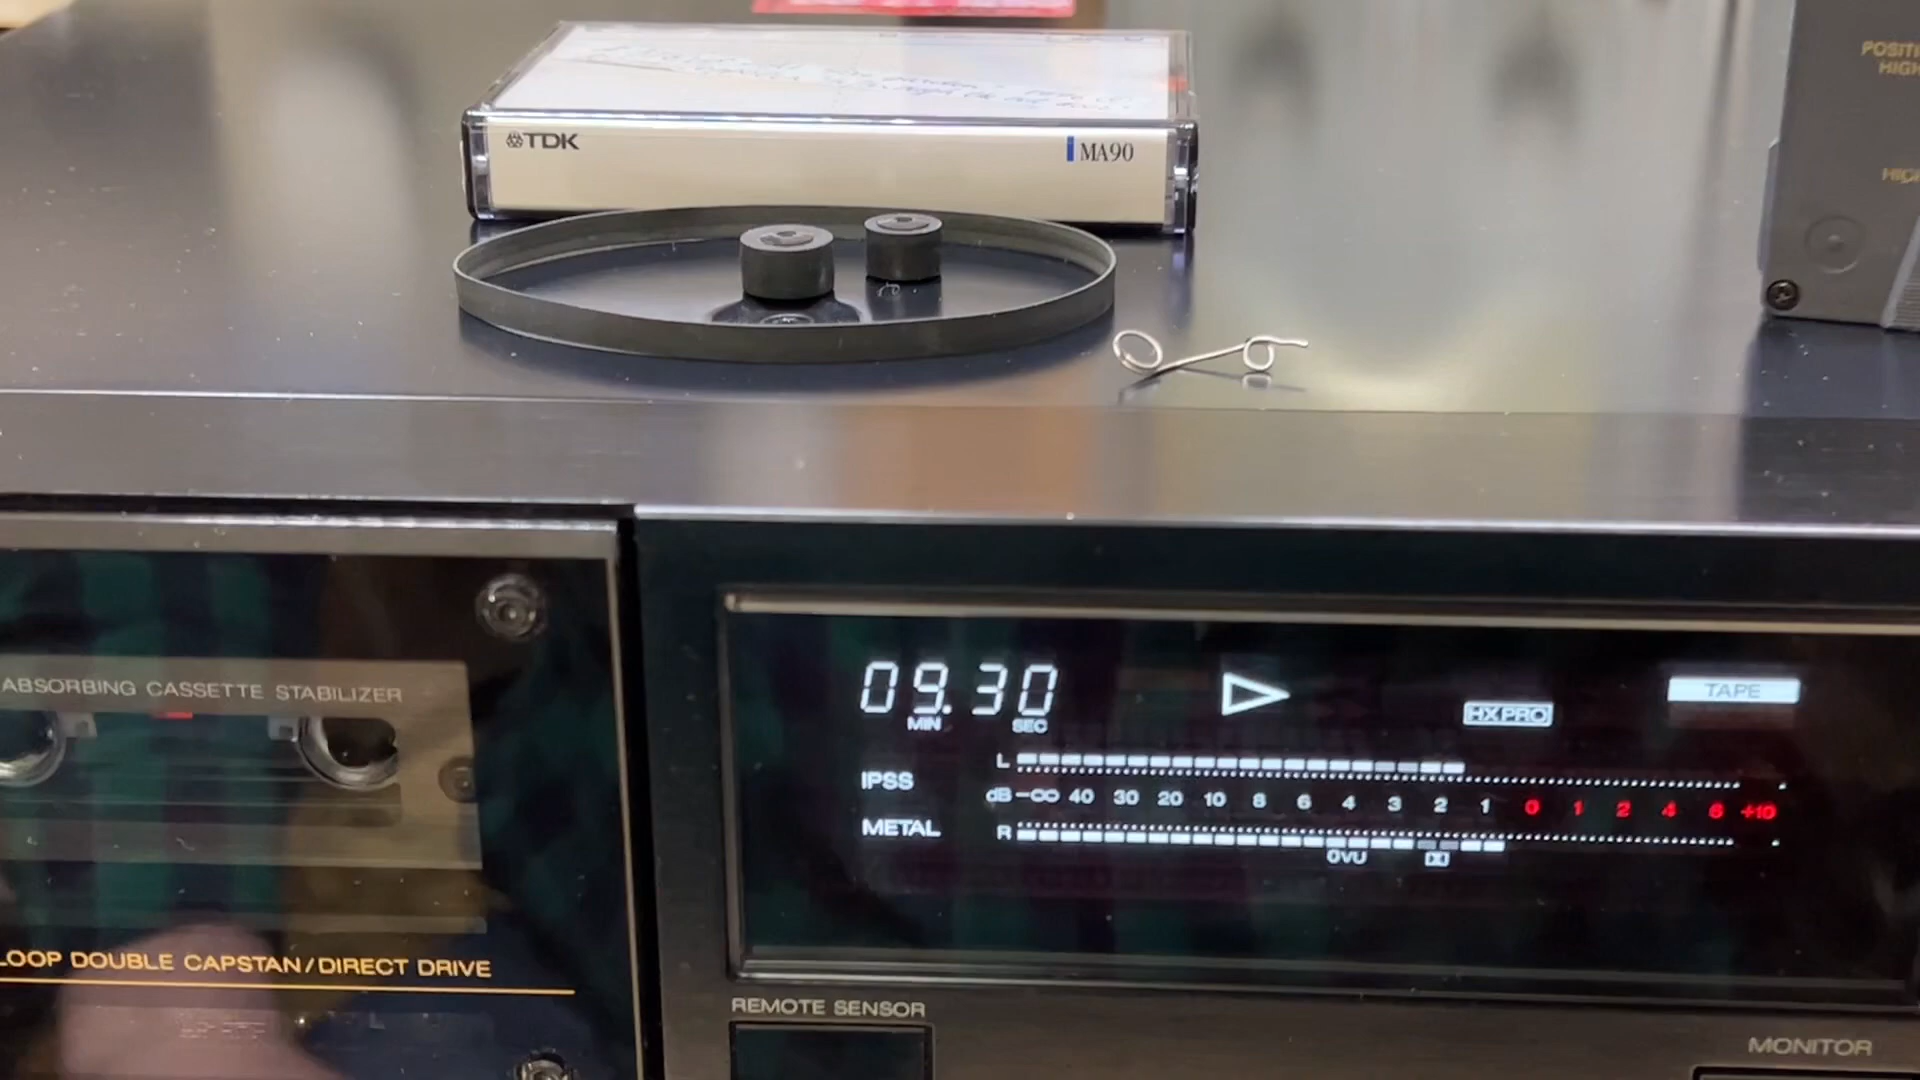 TDK
MA90
POSITI
HIGH
HIGH
ABSORBING CASSETTE STABILIZER
LOOP DOUBLE CAPSTAN/DIRECT DRIVE
09.30
MIN SEC
HX PRO
TAPE
IPSS
METAL
L
dB -∞ 40 30 20 10 8 6 4 3 2 1 0 1 2 4 6 +10
R
0VU
REMOTE SENSOR
MONITOR